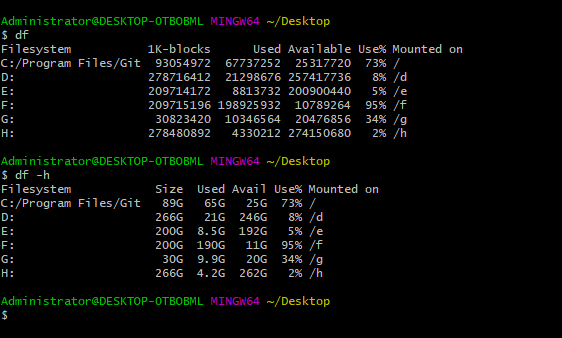 Administrator@DESKTOP-OTBOBML MINGW64 ~/Desktop
$ df
Filesystem           1K-blocks      Used Available Use% Mounted on
C:/Program Files/Git  93054972  67737252  25317720  73% /
D:                   278716412  21298676 257417736   8% /d
E:                   209714172   8813732 200900440   5% /e
F:                   209715196 198925932  10789264  95% /f
G:                    30823420  10346564  20476856  34% /g
H:                   278480892   4330212 274150680   2% /h
Administrator@DESKTOP-OTBOBML MINGW64 ~/Desktop
$ df -h
Filesystem            Size  Used Avail Use% Mounted on
C:/Program Files/Git   89G   65G   25G  73% /
D:                    266G   21G  246G   8% /d
E:                    200G  8.5G  192G   5% /e
F:                    200G  190G   11G  95% /f
G:                     30G  9.9G   20G  34% /g
H:                    266G  4.2G  262G   2% /h
Administrator@DESKTOP-OTBOBML MINGW64 ~/Desktop
$